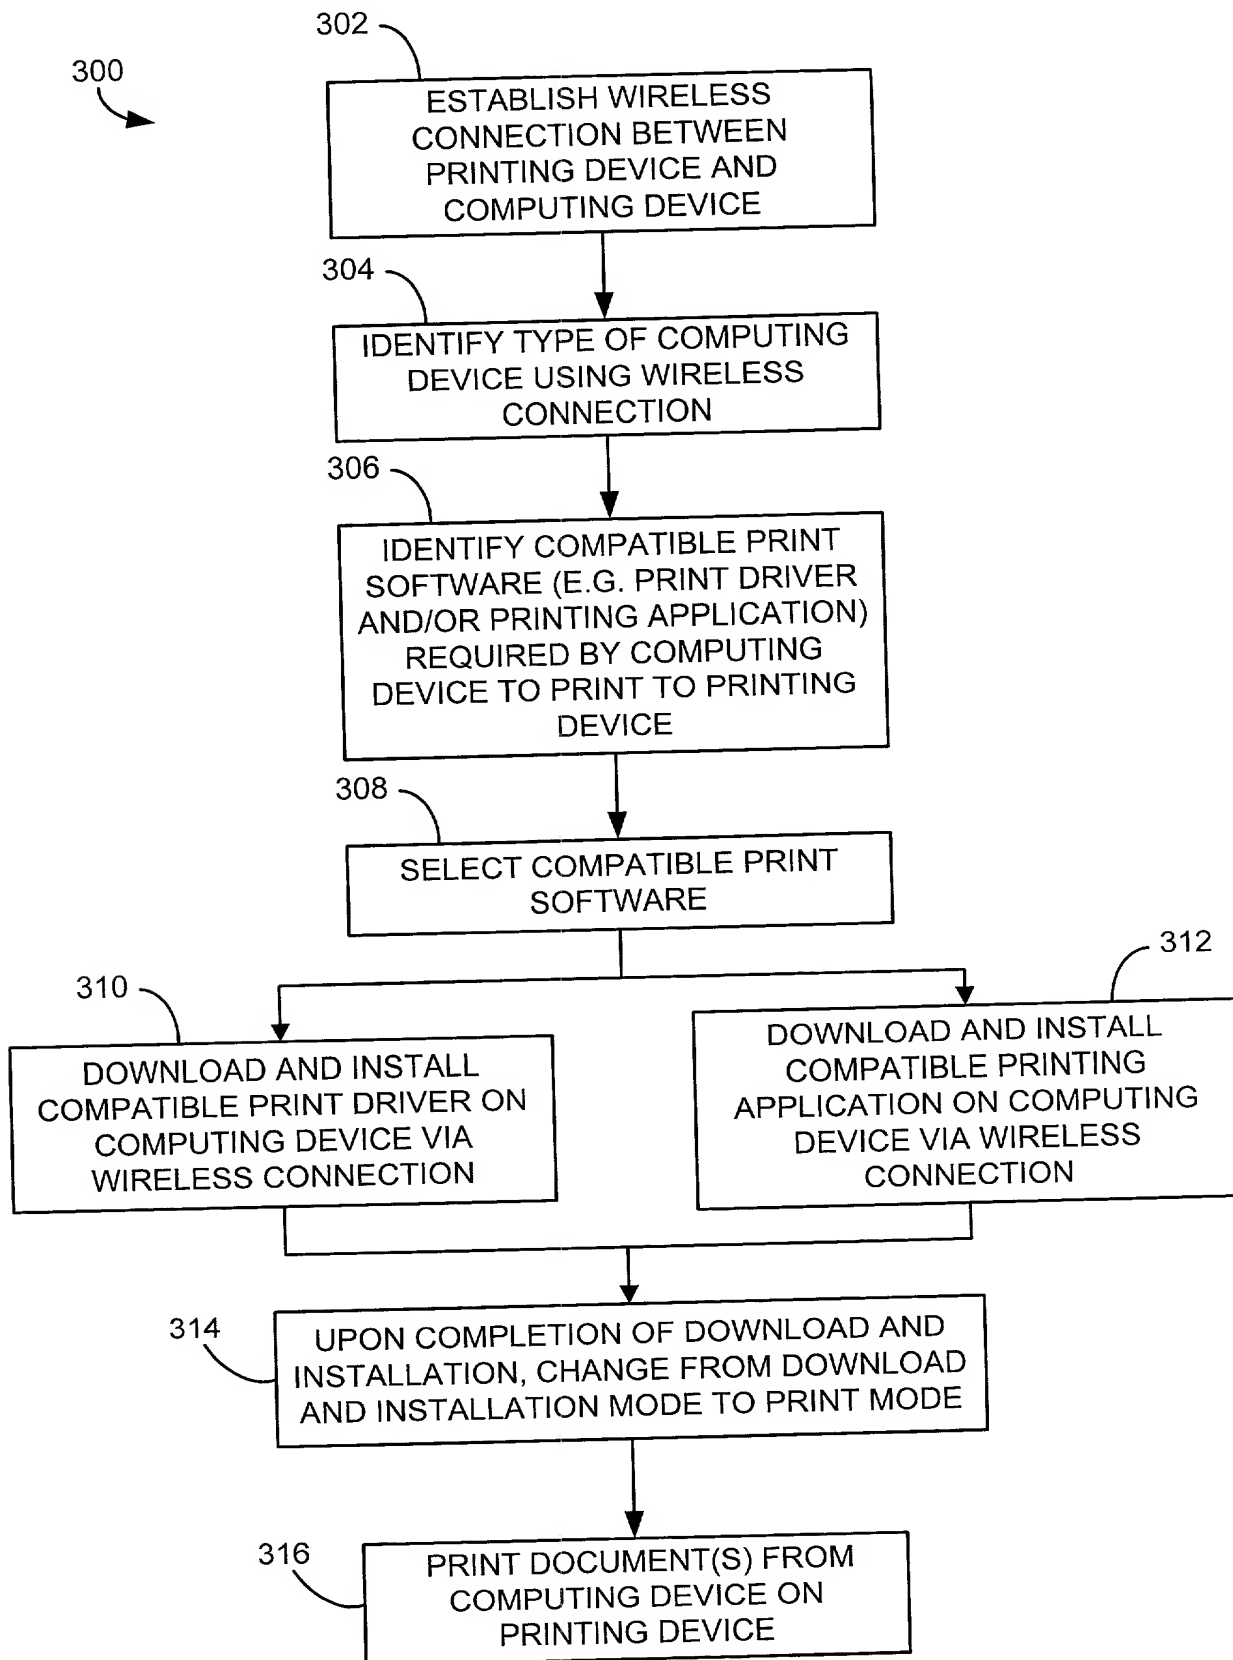 302
300
ESTABLISH WIRELESS
CONNECTION BETWEEN
PRINTING DEVICE AND
COMPUTING DEVICE
304
IDENTIFY TYPE OF COMPUTING
DEVICE USING WIRELESS
CONNECTION
306
IDENTIFY COMPATIBLE PRINT
SOFTWARE (E.G. PRINT DRIVER
AND/OR PRINTING APPLICATION)
REQUIRED BY COMPUTING
DEVICE TO PRINT TO PRINTING
DEVICE
308
SELECT COMPATIBLE PRINT
SOFTWARE
310
DOWNLOAD AND INSTALL
COMPATIBLE PRINT DRIVER ON
COMPUTING DEVICE VIA
WIRELESS CONNECTION
312
DOWNLOAD AND INSTALL
COMPATIBLE PRINTING
APPLICATION ON COMPUTING
DEVICE VIA WIRELESS
CONNECTION
314
UPON COMPLETION OF DOWNLOAD AND
INSTALLATION, CHANGE FROM DOWNLOAD
AND INSTALLATION MODE TO PRINT MODE
316
PRINT DOCUMENT(S) FROM
COMPUTING DEVICE ON
PRINTING DEVICE